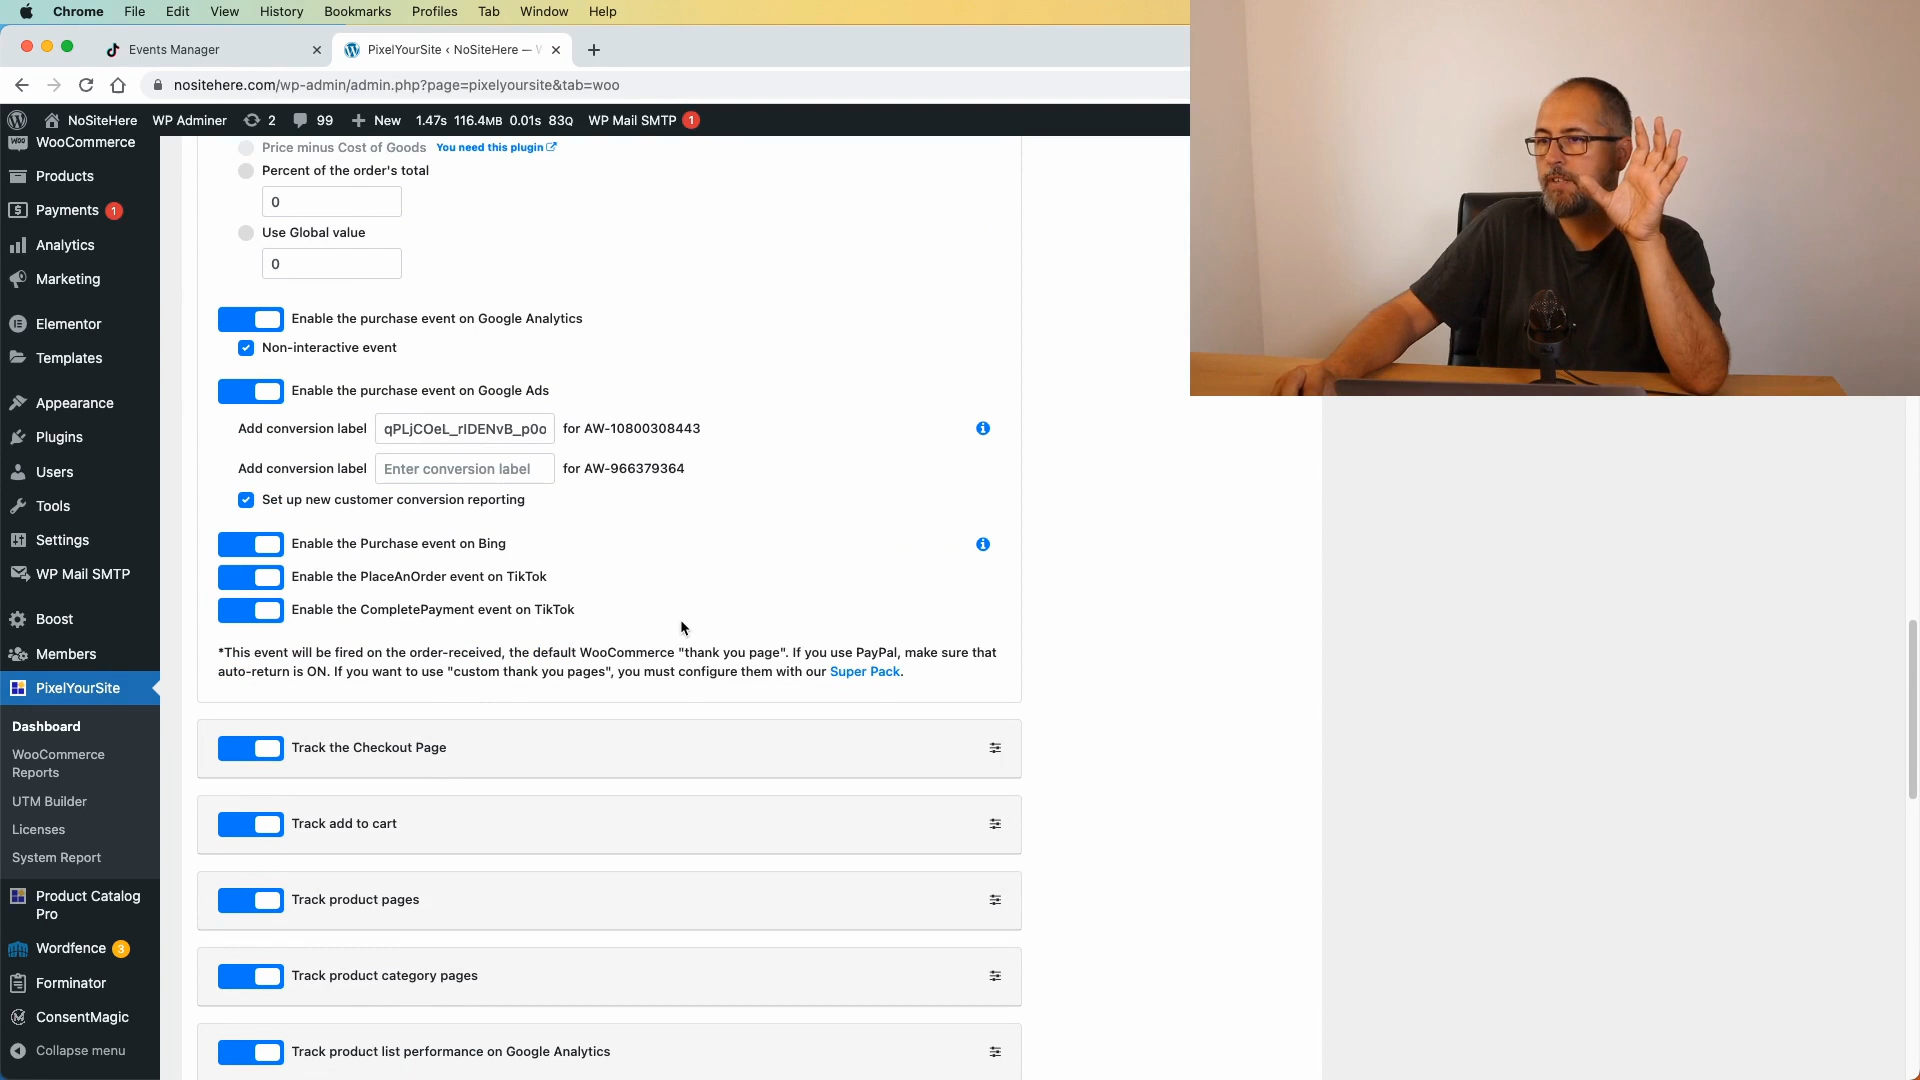 Chrome File Edit View History Bookmarks Profiles Tab Window Help
Events Manager
PixelYourSite ‹ NoSiteHere —
nositehere.com/wp-admin/admin.php?page=pixelyoursite&tab=woo
NoSiteHere WP Adminer 2 99 New 1.47s 116.4MB 0.01s 83Q WP Mail SMTP 1
WooCommerce
Products
Payments 1
Analytics
Marketing
Elementor
Templates
Appearance
Plugins
Users
Tools
Settings
WP Mail SMTP
Boost
Members
PixelYourSite
Dashboard
WooCommerce
Reports
UTM Builder
Licenses
System Report
Product Catalog
Pro
Wordfence 3
Forminator
ConsentMagic
Collapse menu
Price minus Cost of Goods You need this plugin
Percent of the order's total
0
Use Global value
0
Enable the purchase event on Google Analytics
Non-interactive event
Enable the purchase event on Google Ads
Add conversion label qPLjCOeL_rIDENvB_p0o for AW-10800308443
Add conversion label Enter conversion label for AW-966379364
Set up new customer conversion reporting
Enable the Purchase event on Bing
Enable the PlaceAnOrder event on TikTok
Enable the CompletePayment event on TikTok
*This event will be fired on the order-received, the default WooCommerce "thank you page". If you use PayPal, make sure that
auto-return is ON. If you want to use "custom thank you pages", you must configure them with our Super Pack.
Track the Checkout Page
Track add to cart
Track product pages
Track product category pages
Track product list performance on Google Analytics